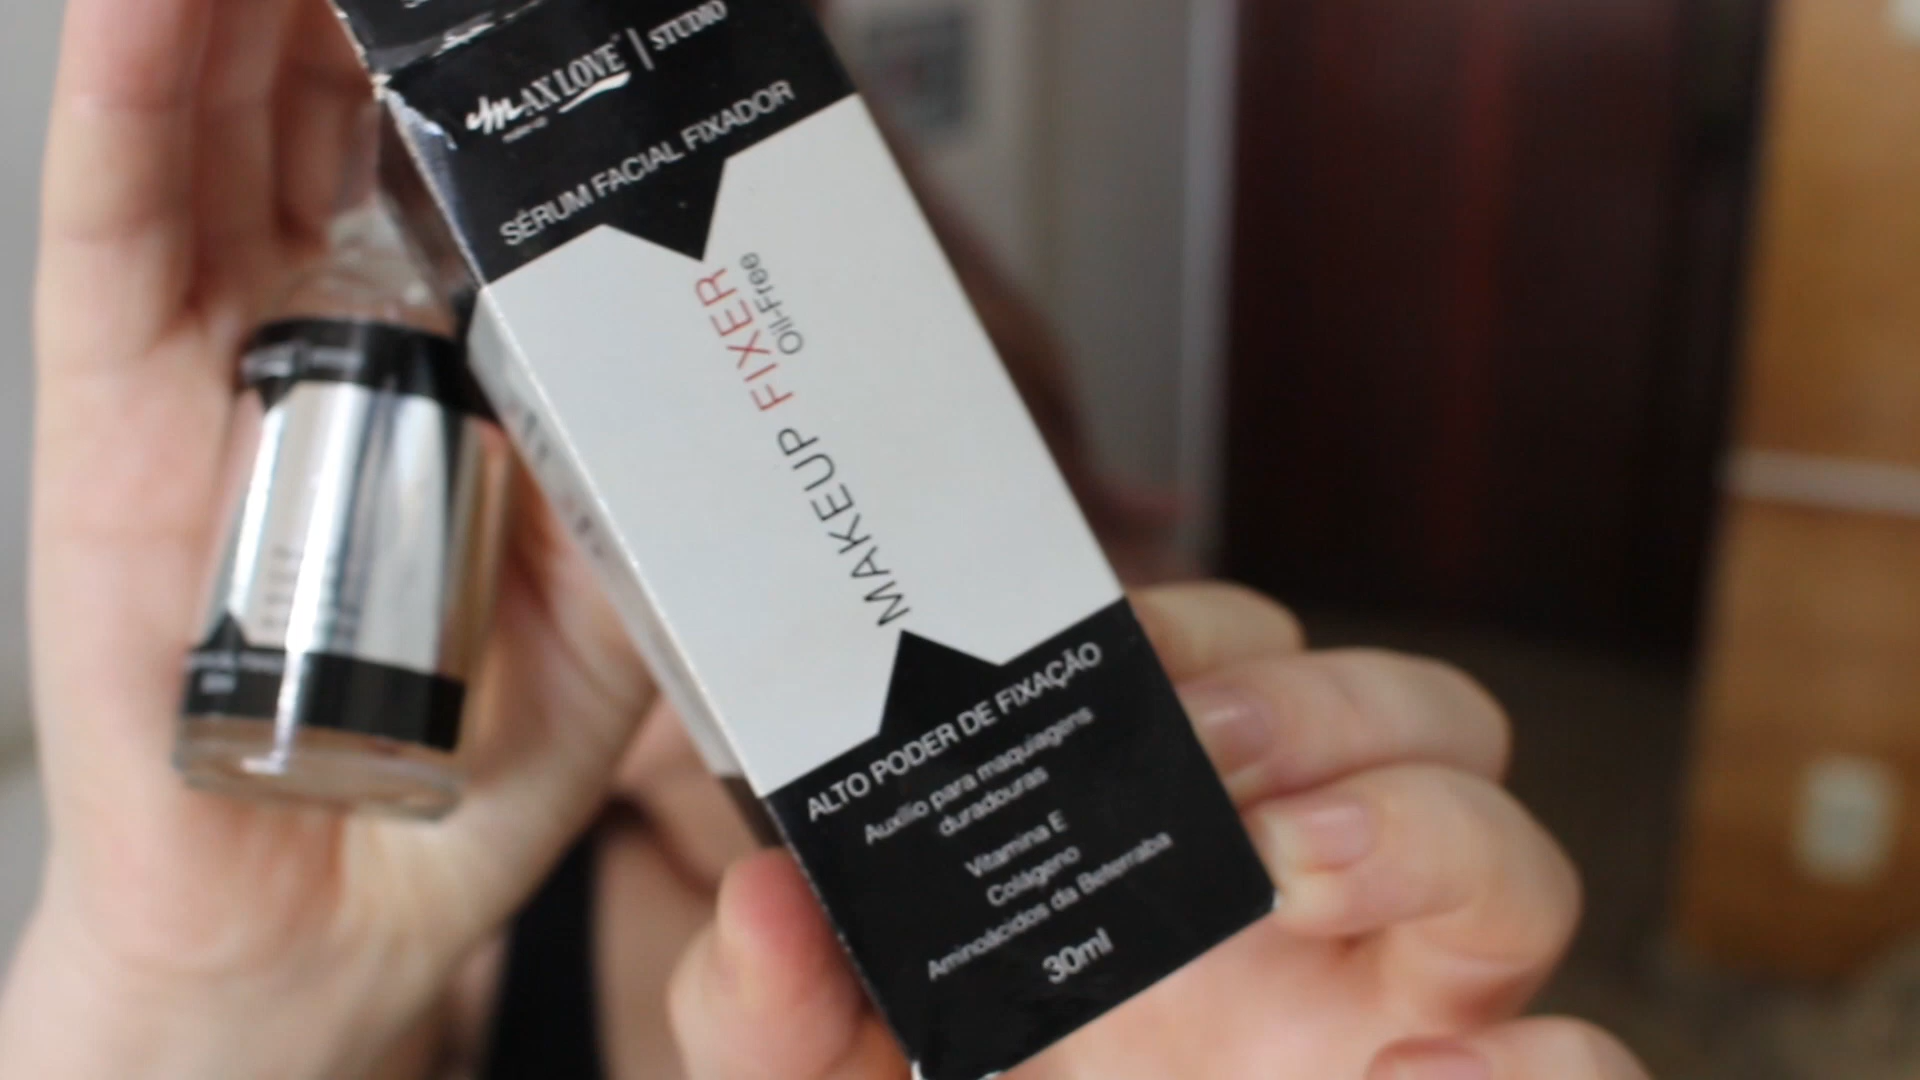 MAX LOVE | STUDIO
SÉRUM FACIAL FIXADOR
MAKEUP FIXER
Oil-Free
ALTO PODER DE FIXAÇÃO
Auxílio para maquiagens
duradouras
Vitamina E
Colágeno
Aminoácidos da Beterraba
30ml